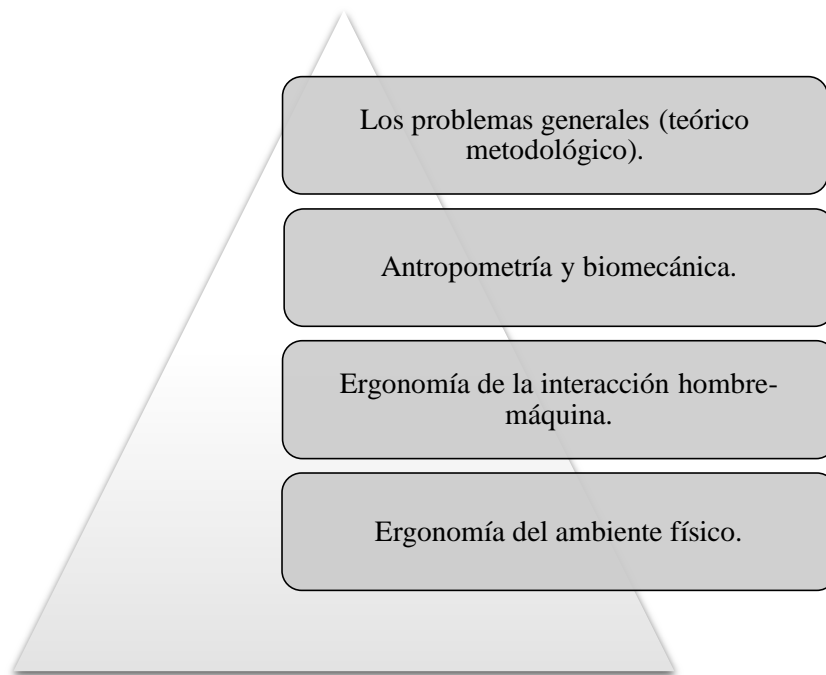 Los problemas generales (teórico
metodológico).
Antropometría y biomecánica.
Ergonomía de la interacción hombre-
máquina.
Ergonomía del ambiente físico.